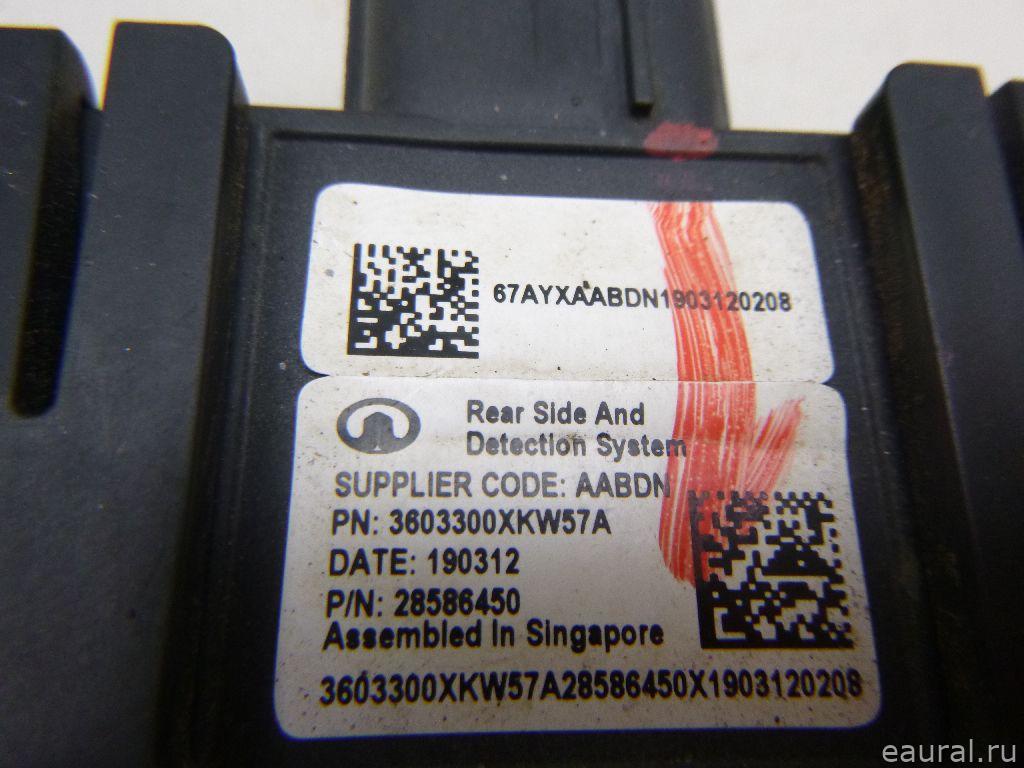 67AYXAABDN1903120208
Rear Side And
Detection System
SUPPLIER CODE: AABDN
PN: 3603300XKW57A
DATE: 190312
P/N: 28586450
Assembled In Singapore
3603300XKW57A28586450X1903120208
eaural.ru